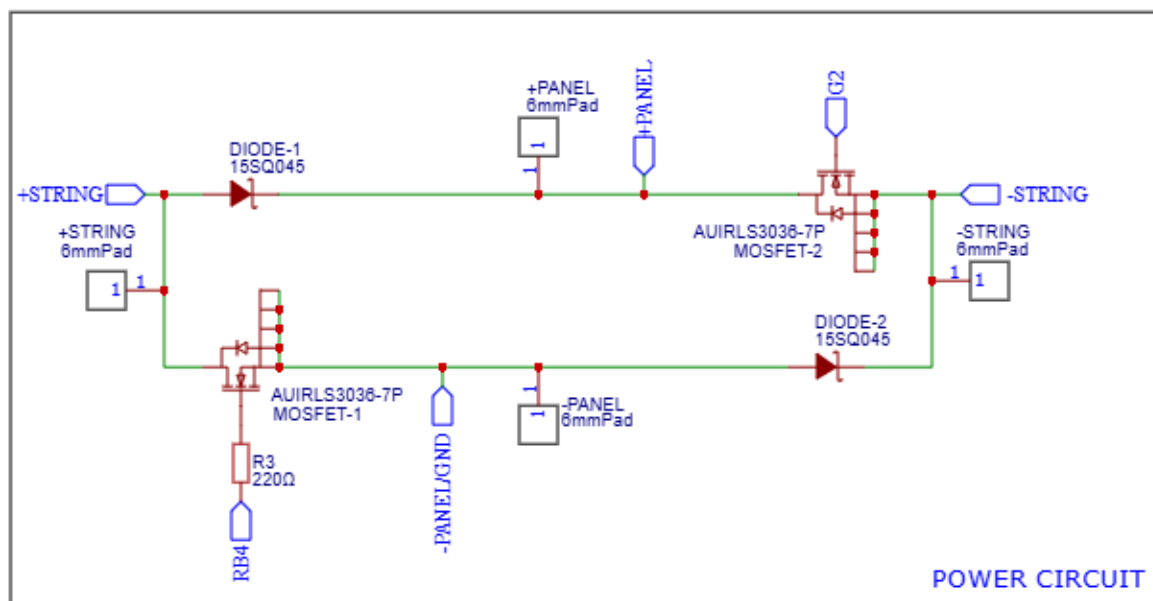 +PANEL
6mmPad
1
1
+PANEL
G2
DIODE-1
15SQ045
+STRING
-STRING
+STRING
6mmPad
1
1
AUIRLS3036-7P
MOSFET-2
-STRING
6mmPad
1
1
DIODE-2
15SQ045
AUIRLS3036-7P
MOSFET-1
-PANEL/GND
1
1
-PANEL
6mmPad
R3
220Ω
RB4
POWER CIRCUIT